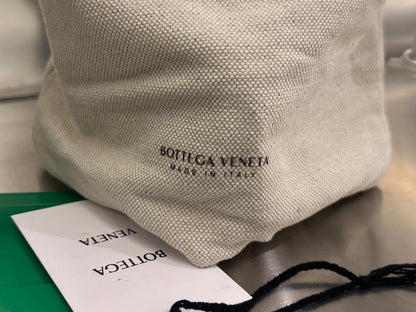 BOTTEGA VENETA
MADE IN ITALY
BOTTEGA
VENETA